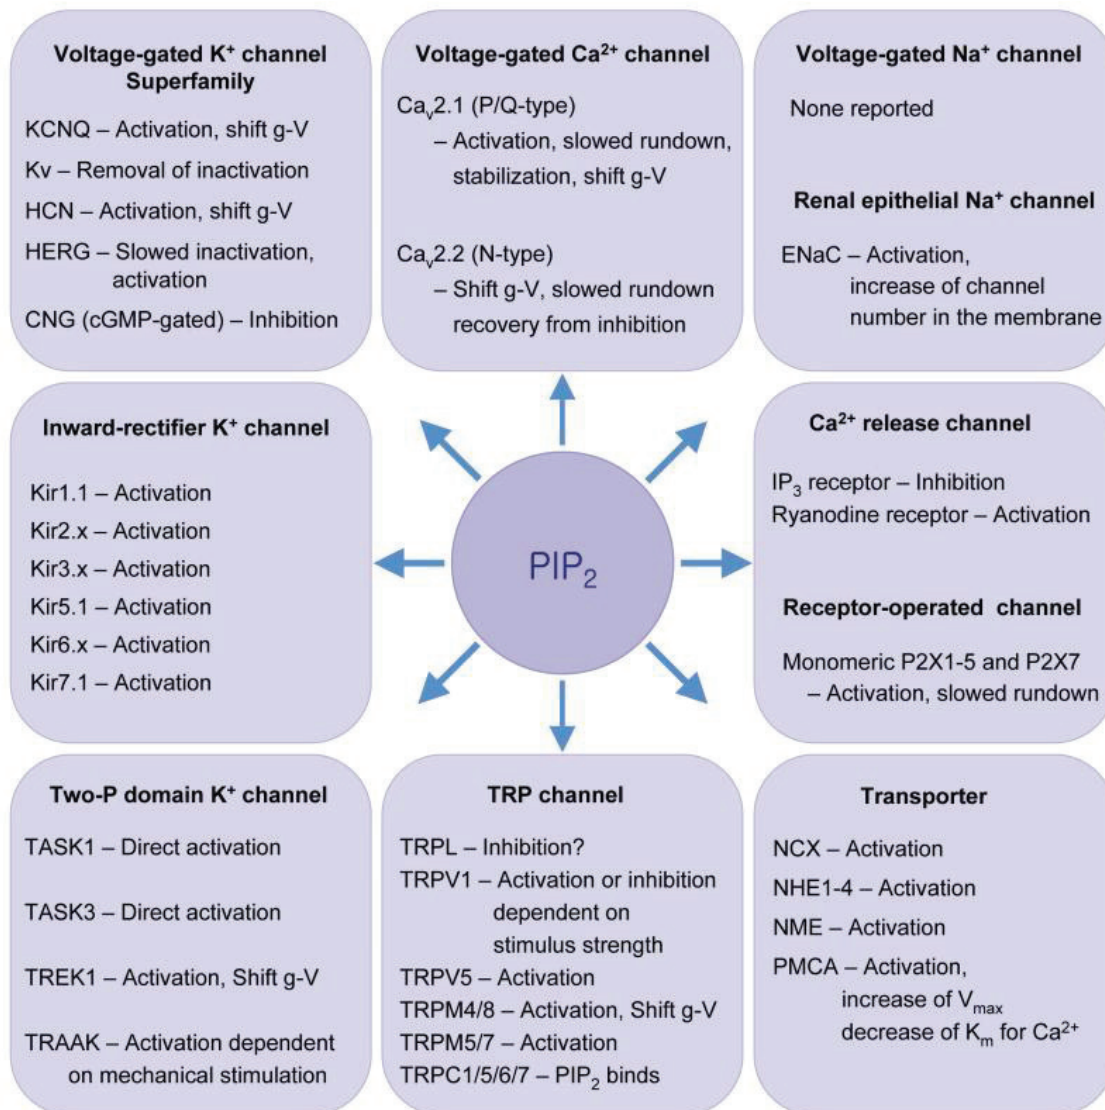 Voltage-gated K⁺ channel
Superfamily
KCNQ – Activation, shift g-V
Kv – Removal of inactivation
HCN – Activation, shift g-V
HERG – Slowed inactivation,
activation
CNG (cGMP-gated) – Inhibition
Voltage-gated Ca²⁺ channel
Caᵥ2.1 (P/Q-type)
– Activation, slowed rundown,
stabilization, shift g-V
Caᵥ2.2 (N-type)
– Shift g-V, slowed rundown
recovery from inhibition
Voltage-gated Na⁺ channel
None reported
Renal epithelial Na⁺ channel
ENaC – Activation,
increase of channel
number in the membrane
Inward-rectifier K⁺ channel
Kir1.1 – Activation
Kir2.x – Activation
Kir3.x – Activation
Kir5.1 – Activation
Kir6.x – Activation
Kir7.1 – Activation
PIP₂
Ca²⁺ release channel
IP₃ receptor – Inhibition
Ryanodine receptor – Activation
Receptor-operated channel
Monomeric P2X1-5 and P2X7
– Activation, slowed rundown
Two-P domain K⁺ channel
TASK1 – Direct activation
TASK3 – Direct activation
TREK1 – Activation, Shift g-V
TRAAK – Activation dependent
on mechanical stimulation
TRP channel
TRPL – Inhibition?
TRPV1 – Activation or inhibition
dependent on
stimulus strength
TRPV5 – Activation
TRPM4/8 – Activation, Shift g-V
TRPM5/7 – Activation
TRPC1/5/6/7 – PIP₂ binds
Transporter
NCX – Activation
NHE1-4 – Activation
NME – Activation
PMCA – Activation,
increase of Vₘₐₓ
decrease of Kₘ for Ca²⁺